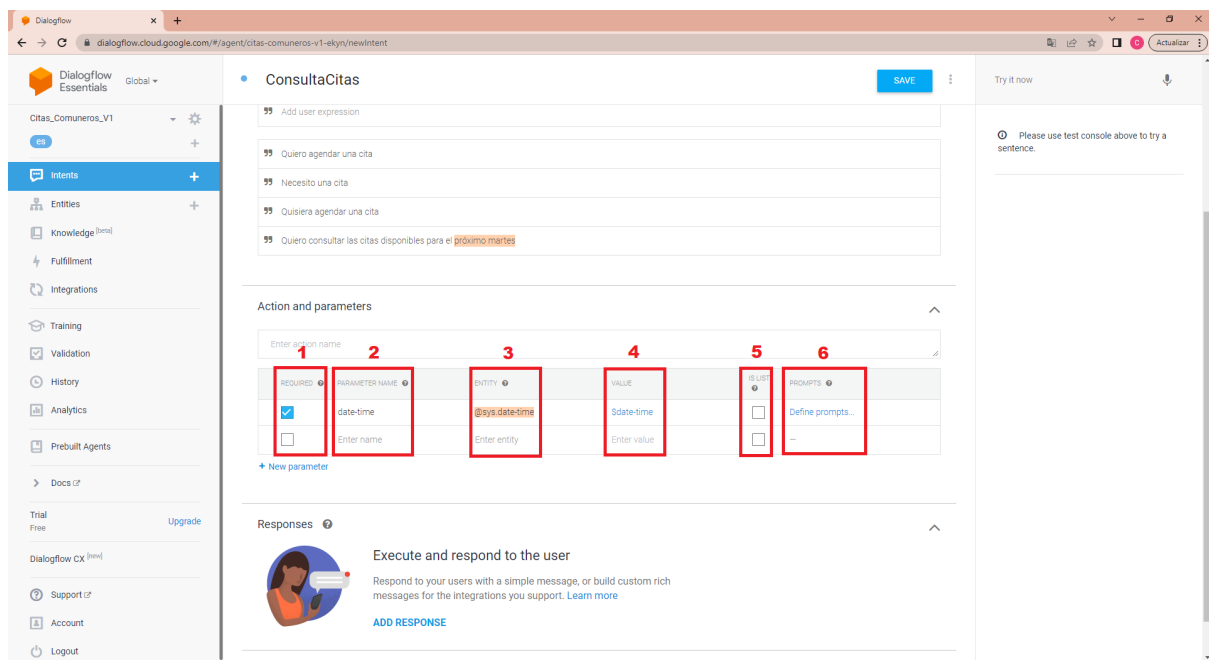 Dialogflow
dialogflow.cloud.google.com/#/agent/citas-comuneros-v1-ekyn/newIntent
C
Actualizar
Dialogflow
Essentials
Global
Citas_Comuneros_V1
es
Intents
Entities
Knowledge [beta]
Fulfillment
Integrations
Training
Validation
History
Analytics
Prebuilt Agents
Docs
Trial
Free
Upgrade
Dialogflow CX [new]
Support
Account
Logout
ConsultaCitas
SAVE
Add user expression
Quiero agendar una cita
Necesito una cita
Quisiera agendar una cita
Quiero consultar las citas disponibles para el próximo martes
Action and parameters
Enter action name
1 2 3 4 5 6
REQUIRED PARAMETER NAME ENTITY VALUE IS LIST PROMPTS
date-time @sys.date-time $date-time Define prompts...
Enter name Enter entity Enter value –
+ New parameter
Responses
Execute and respond to the user
Respond to your users with a simple message, or build custom rich
messages for the integrations you support. Learn more
ADD RESPONSE
Try it now
Please use test console above to try a
sentence.